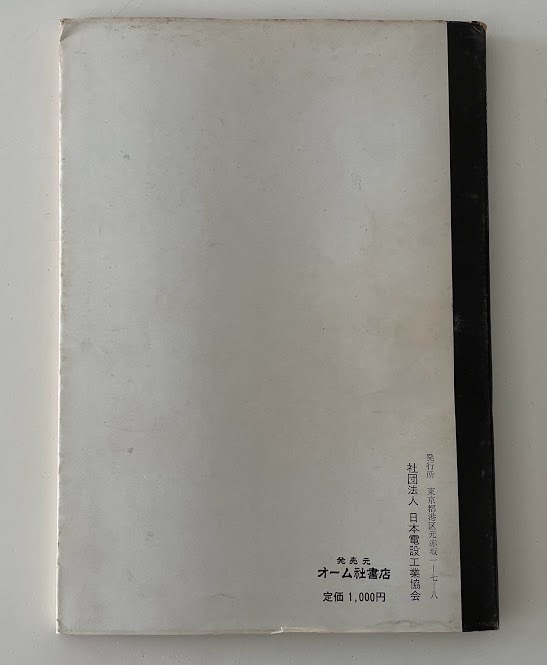 発行所 東京都港区元赤坂一―七―八
社団法人 日本電設工業協会
発売元
オーム社書店
定価 1,000円